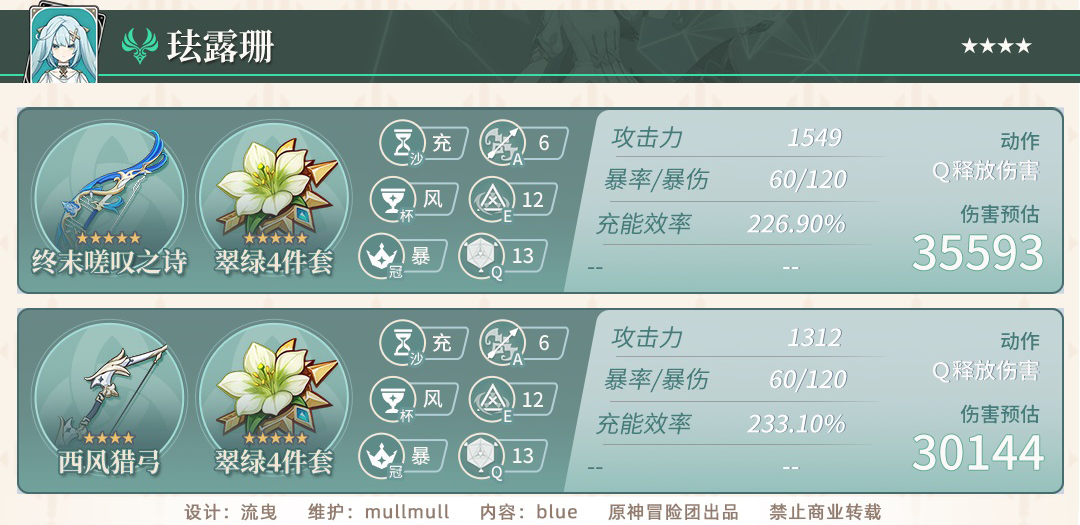 珐露珊
★★★★
终末嗟叹之诗
★★★★★
翠绿4件套
★★★★★
沙 充
A 6
杯 风
E 12
冠 暴
Q 13
攻击力 1549
暴率/暴伤 60/120
充能效率 226.90%
-- --
动作
Q释放伤害
伤害预估
35593
西风猎弓
★★★★
翠绿4件套
★★★★★
沙 充
A 6
杯 风
E 12
冠 暴
Q 13
攻击力 1312
暴率/暴伤 60/120
充能效率 233.10%
-- --
动作
Q释放伤害
伤害预估
30144
设计：流曳 维护：mullmull 内容：blue 原神冒险团出品 禁止商业转载